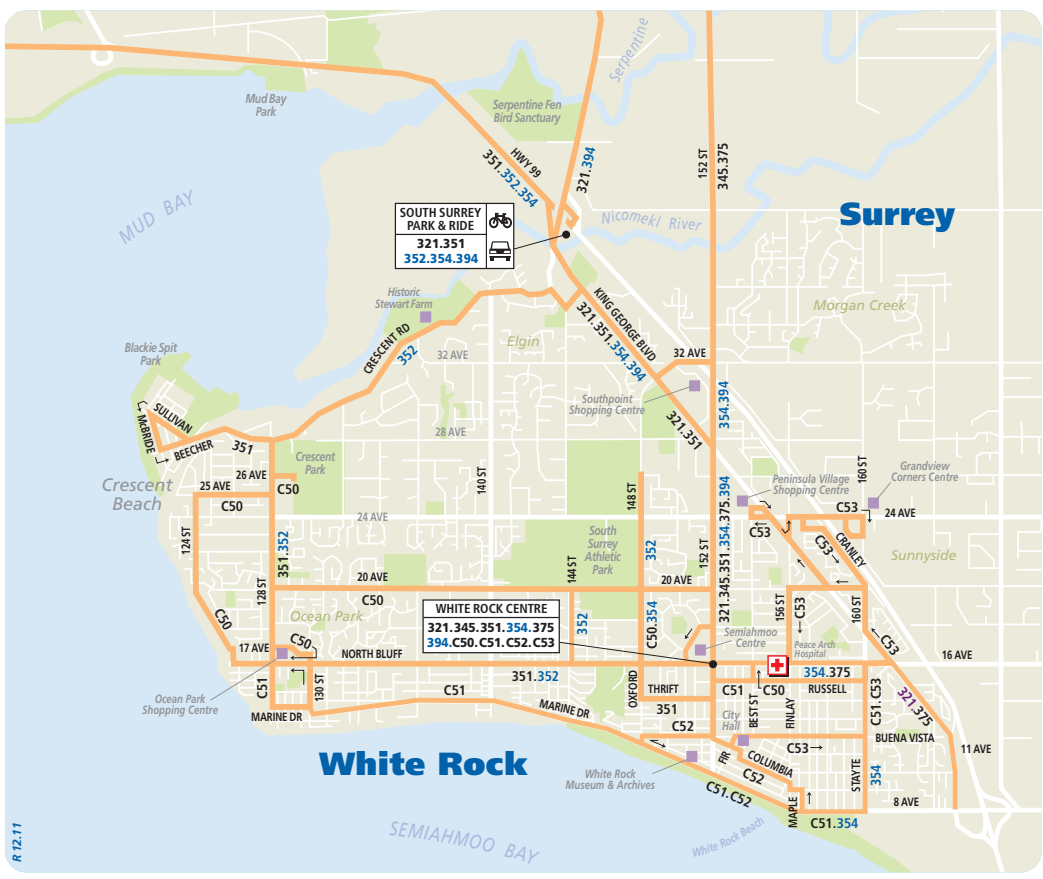 Mud Bay
Park
Serpentine Fen
Bird Sanctuary
Serpentine
HWY 99
351.352.354
321.394
152 ST
345.375
MUD BAY
SOUTH SURREY
PARK & RIDE
321.351
352.354.394
Nicomekl River
Surrey
Historic
Stewart Farm
KING GEORGE BLVD
321.351.354.394
Morgan Creek
CRESCENT RD
352
32 AVE
Elgin
32 AVE
Blackie Spit
Park
Southpoint
Shopping Centre
354.394
SULLIVAN
McBRIDE
BEECHER
351
28 AVE
321.351
Crescent
Park
26 AVE
C50
25 AVE
C50
Crescent
Beach
140 ST
148 ST
Peninsula Village
Shopping Centre
160 ST
Grandview
Corners Centre
C53
24 AVE
24 AVE
C53
C53
CRANLEY
Sunnyside
124 ST
351.352
South
Surrey
Athletic
Park
352
152 ST
321.345.351.354.375.394
128 ST
20 AVE
C50
144 ST
20 AVE
C50
Ocean Park
WHITE ROCK CENTRE
321.345.351.354.375
394.C50.C51.C52.C53
352
C50.354
156 ST
C53
160 ST
C53
Semiahmoo
Centre
Peace Arch
Hospital
17 AVE
C50
NORTH BLUFF
16 AVE
351.352
354.375
C51
130 ST
Ocean Park
Shopping Centre
MARINE DR
C51
MARINE DR
OXFORD
THRIFT
351
C52
C51
C50
RUSSELL
BEST ST
FINLAY
City
Hall
C51.C53
321.375
BUENA VISTA
11 AVE
White Rock
FIR
COLUMBIA
C52
C53
STAYTE
354
White Rock
Museum & Archives
C51.C52
MAPLE
8 AVE
C51.354
White Rock Beach
SEMIAHMOO BAY
R 12.11